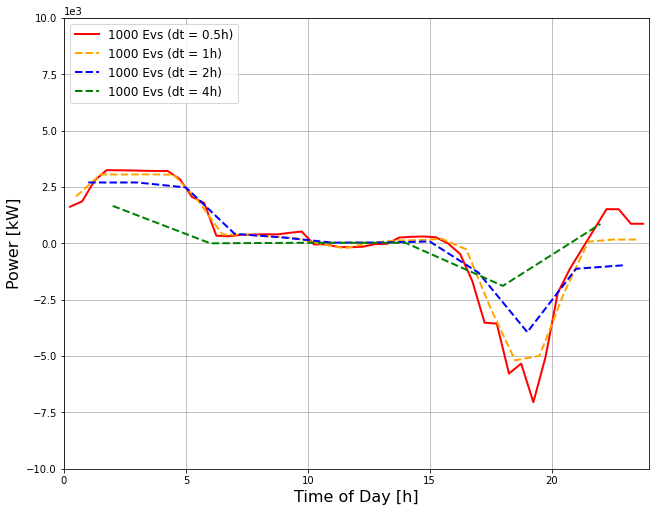 1e3
10.0
7.5
5.0
2.5
0.0
−2.5
−5.0
−7.5
−10.0
Power [kW]
1000 Evs (dt = 0.5h)
1000 Evs (dt = 1h)
1000 Evs (dt = 2h)
1000 Evs (dt = 4h)
0 5 10 15 20
Time of Day [h]